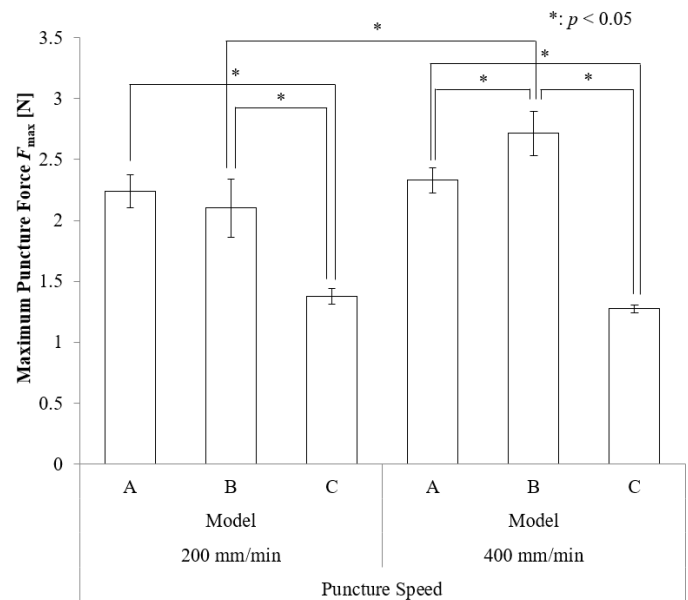 *: p < 0.05
Maximum Puncture Force Fmax [N]
3.5
3
2.5
2
1.5
1
0.5
0
*
*
*
*
*
*
A B C A B C
Model Model
200 mm/min 400 mm/min
Puncture Speed